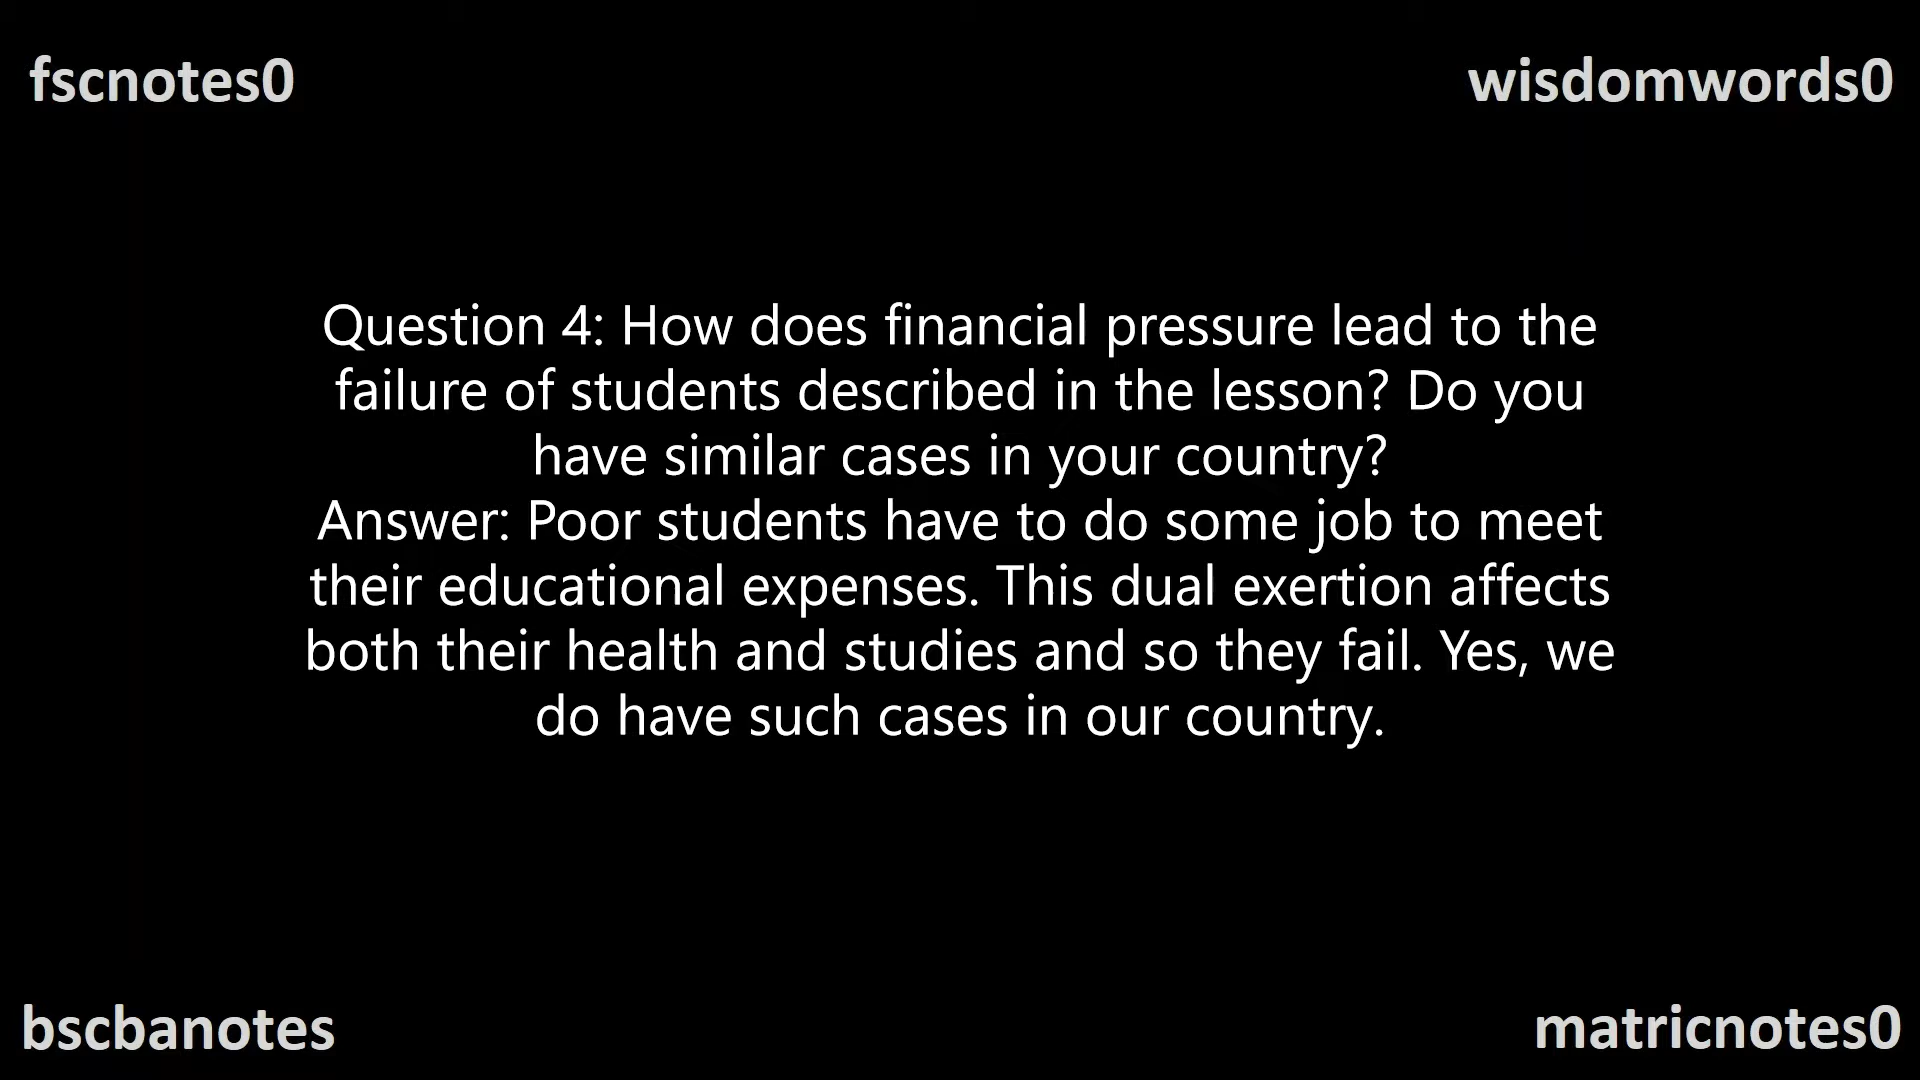 fscnotes0
wisdomwords0
Question 4: How does financial pressure lead to the
failure of students described in the lesson? Do you
have similar cases in your country?
Answer: Poor students have to do some job to meet
their educational expenses. This dual exertion affects
both their health and studies and so they fail. Yes, we
do have such cases in our country.
bscbanotes
matricnotes0